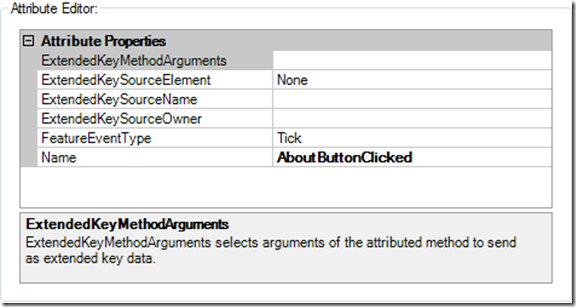 Attribute Editor:
Attribute Properties
ExtendedKeyMethodArguments
ExtendedKeySourceElement None
ExtendedKeySourceName
ExtendedKeySourceOwner
FeatureEventType Tick
Name AboutButtonClicked
ExtendedKeyMethodArguments
ExtendedKeyMethodArguments selects arguments of the attributed method to send
as extended key data.